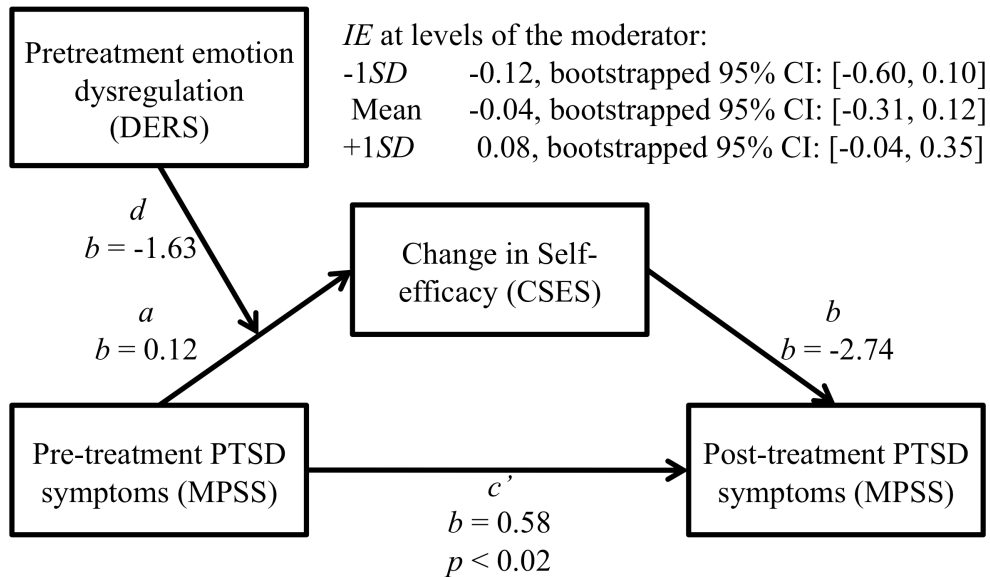 Pretreatment emotion
dysregulation
(DERS)
IE at levels of the moderator:
-1SD -0.12, bootstrapped 95% CI: [-0.60, 0.10]
Mean -0.04, bootstrapped 95% CI: [-0.31, 0.12]
+1SD 0.08, bootstrapped 95% CI: [-0.04, 0.35]
d
b = -1.63
Change in Self-
efficacy (CSES)
a
b = 0.12
b
b = -2.74
Pre-treatment PTSD
symptoms (MPSS)
Post-treatment PTSD
symptoms (MPSS)
c’
b = 0.58
p < 0.02